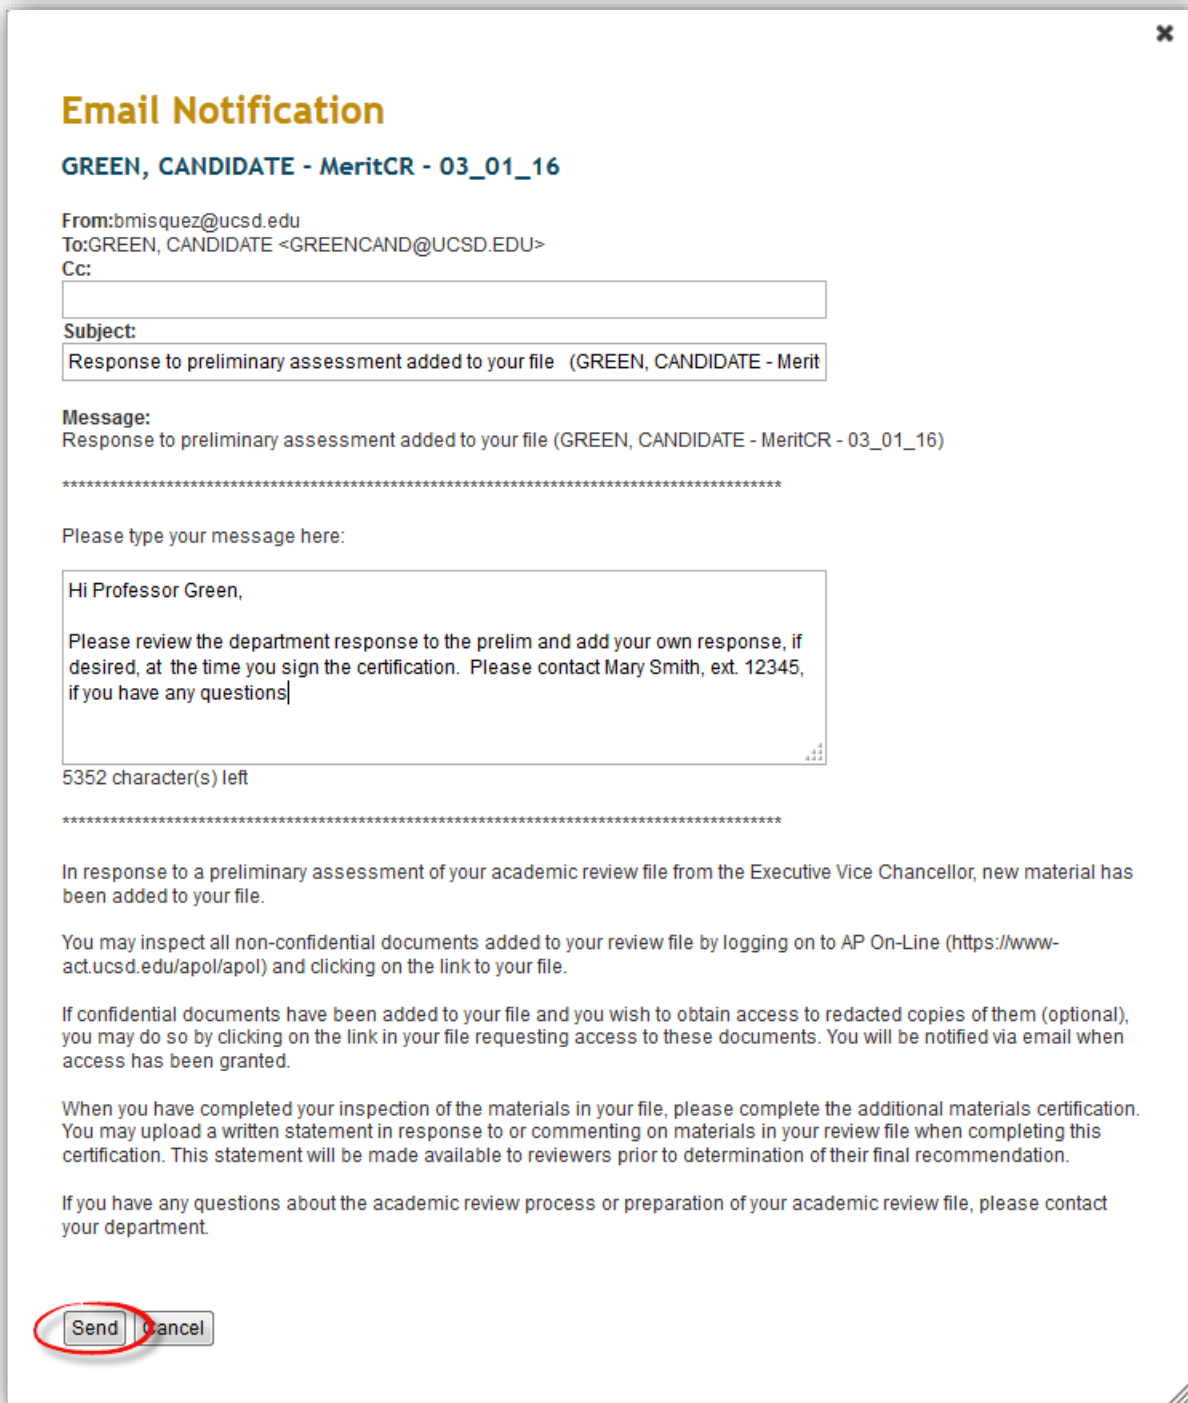 Email Notification
GREEN, CANDIDATE - MeritCR - 03_01_16
From:bmisquez@ucsd.edu
To:GREEN, CANDIDATE <GREENCAND@UCSD.EDU>
Cc:
Subject:
Response to preliminary assessment added to your file   (GREEN, CANDIDATE - Merit
Message:
Response to preliminary assessment added to your file (GREEN, CANDIDATE - MeritCR - 03_01_16)
******************************************************************************************
Please type your message here:
Hi Professor Green,
Please review the department response to the prelim and add your own response, if
desired, at  the time you sign the certification.  Please contact Mary Smith, ext. 12345,
if you have any questions
5352 character(s) left
******************************************************************************************
In response to a preliminary assessment of your academic review file from the Executive Vice Chancellor, new material has
been added to your file.
You may inspect all non-confidential documents added to your review file by logging on to AP On-Line (https://www-
act.ucsd.edu/apol/apol) and clicking on the link to your file.
If confidential documents have been added to your file and you wish to obtain access to redacted copies of them (optional),
you may do so by clicking on the link in your file requesting access to these documents. You will be notified via email when
access has been granted.
When you have completed your inspection of the materials in your file, please complete the additional materials certification.
You may upload a written statement in response to or commenting on materials in your review file when completing this
certification. This statement will be made available to reviewers prior to determination of their final recommendation.
If you have any questions about the academic review process or preparation of your academic review file, please contact
your department.
Send Cancel